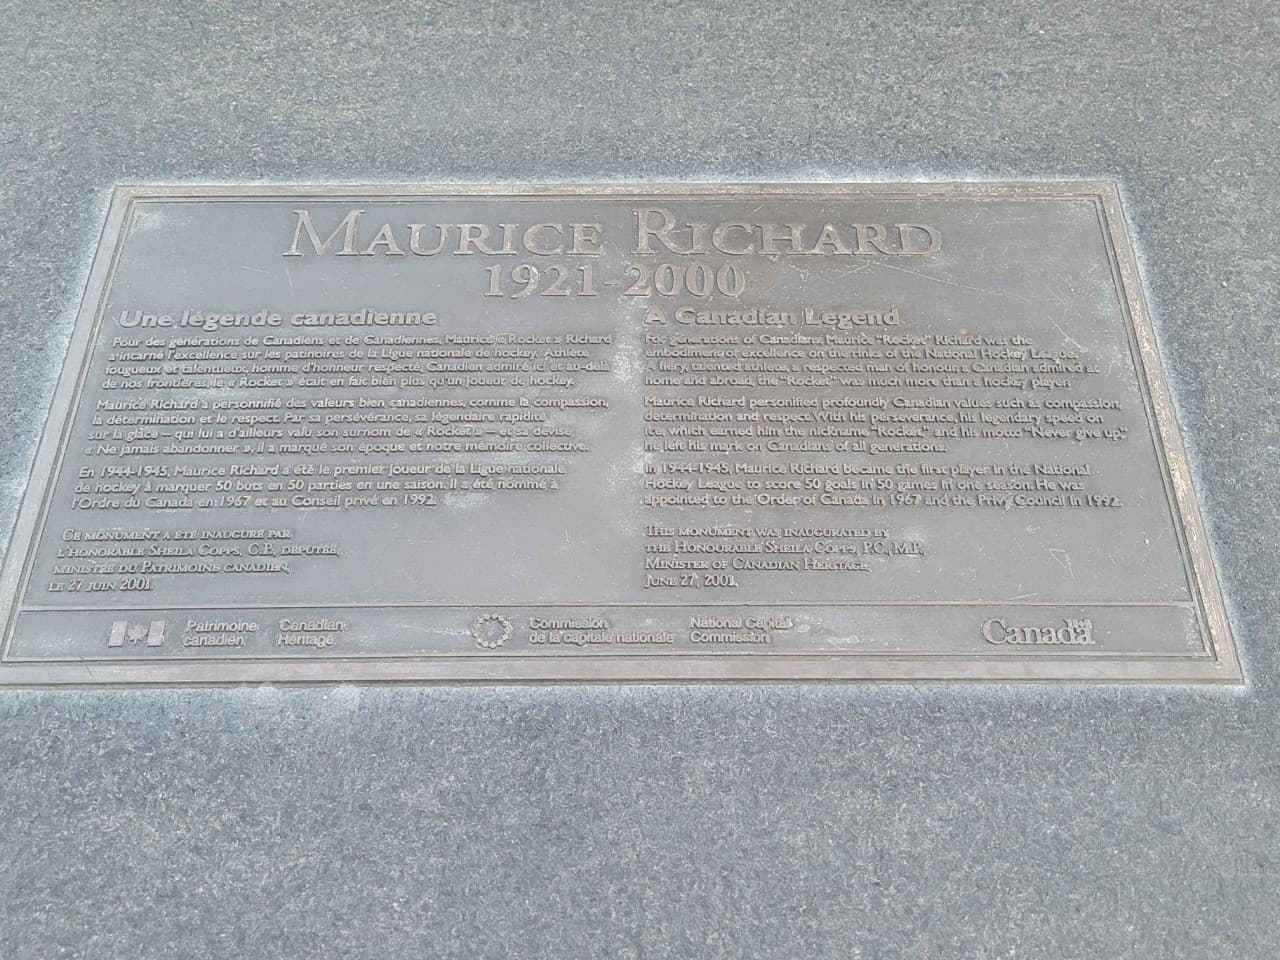 MAURICE RICHARD
1921-2000
Une légende canadienne
Pour des générations de Canadiens et de Canadiennes, Maurice « Rocket » Richard
a incarné l'excellence sur les patinoires de la Ligue nationale de hockey. Athlète
fougueux et talentueux, homme d'honneur respecté, Canadien admiré ici et au-delà
de nos frontières, le « Rocket » était en fait bien plus qu'un joueur de hockey.
Maurice Richard a personnifié des valeurs bien canadiennes, comme la compassion,
la détermination et le respect. Par sa persévérance, sa légendaire rapidité
sur la glace – qui lui a d'ailleurs valu son surnom de « Rocket » – et sa devise
« Ne jamais abandonner », il a marqué son époque et notre mémoire collective.
En 1944-1945, Maurice Richard a été le premier joueur de la Ligue nationale
de hockey à marquer 50 buts en 50 parties en une saison. Il a été nommé à
l'Ordre du Canada en 1967 et au Conseil privé en 1992.
CE MONUMENT A ÉTÉ INAUGURÉ PAR
L'HONORABLE SHEILA COPPS, C.P., DÉPUTÉE,
MINISTRE DU PATRIMOINE CANADIEN,
LE 27 JUIN 2001.
A Canadian Legend
For generations of Canadians, Maurice "Rocket" Richard was the
embodiment of excellence on the rinks of the National Hockey League.
A fiery, talented athlete, a respected man of honour, a Canadian admired at
home and abroad, the "Rocket" was much more than a hockey player.
Maurice Richard personified profoundly Canadian values such as compassion,
determination and respect. With his perseverance, his legendary speed on
ice, which earned him the nickname "Rocket," and his motto "Never give up,"
he left his mark on Canadians of all generations.
In 1944-1945, Maurice Richard became the first player in the National
Hockey League to score 50 goals in 50 games in one season. He was
appointed to the Order of Canada in 1967 and the Privy Council in 1992.
THIS MONUMENT WAS INAUGURATED BY
THE HONOURABLE SHEILA COPPS, P.C., M.P.,
MINISTER OF CANADIAN HERITAGE,
JUNE 27, 2001.
Patrimoine Canadian
canadien Heritage
Commission National Capital
de la capitale nationale Commission
Canada